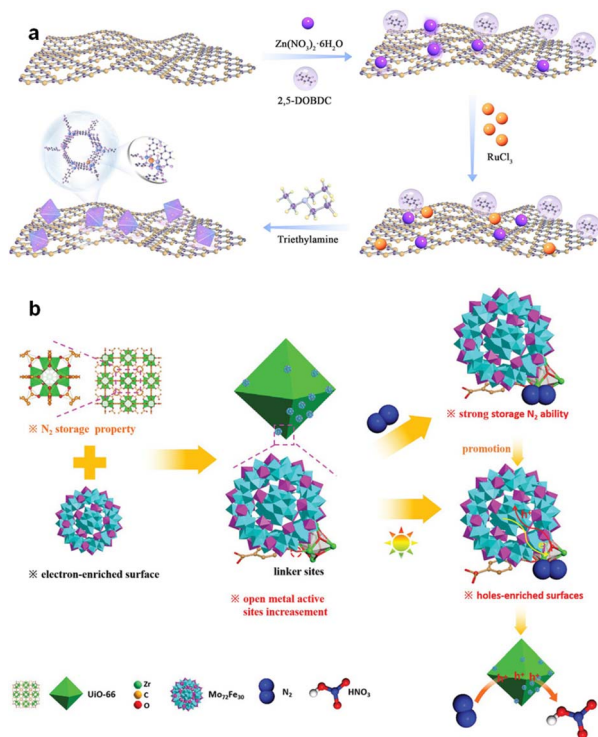 a
Zn(NO3)2·6H2O
2,5-DOBDC
RuCl3
Triethylamine
b
※ N2 storage property
※ electron-enriched surface
linker sites
※ open metal active
sites increasement
※ strong storage N2 ability
promotion
h+
※ holes-enriched surfaces
h+ h+ h+
UiO-66
Zr
C
O
Mo72Fe30
N2
HNO3